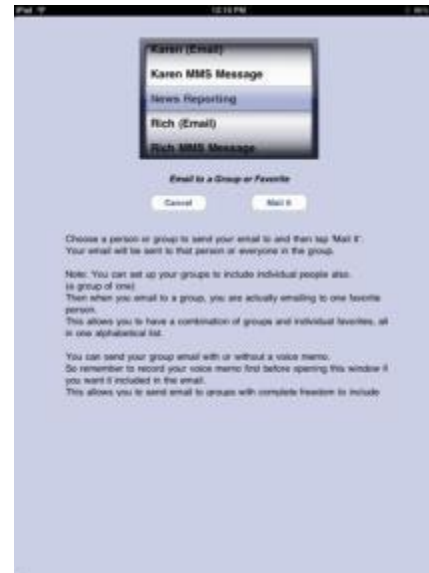 iPad
12:16 PM
Karen (Email)
Karen MMS Message
News Reporting
Rich (Email)
Rich MMS Message
Email to a Group or Favorite
Cancel
Mail It
Choose a person or group to send your email to and then tap 'Mail It'.
Your email will be sent to that person or everyone in the group.
Note: You can set up your groups to include individual people also.
(a group of one)
Then when you email to a group, you are actually emailing to one favorite
person.
This allows you to have a combination of groups and individual favorites, all
in one alphabetical list.
You can send your group email with or without a voice memo.
So remember to record your voice memo first before opening this window if
you want it included in the email.
This allows you to send email to groups with complete freedom to include